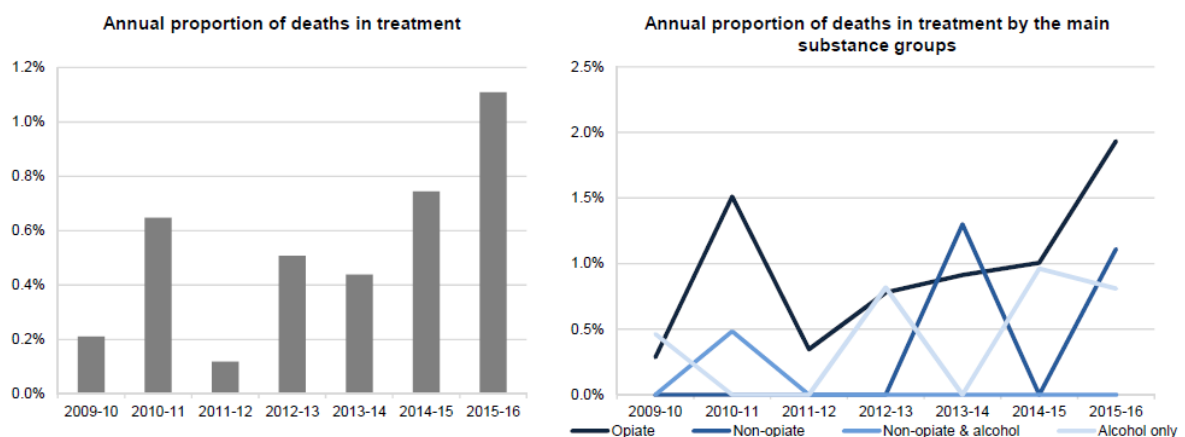 Annual proportion of deaths in treatment
1.2%
1.0%
0.8%
0.6%
0.4%
0.2%
0.0%
2009-10 2010-11 2011-12 2012-13 2013-14 2014-15 2015-16
Annual proportion of deaths in treatment by the main
substance groups
2.5%
2.0%
1.5%
1.0%
0.5%
0.0%
2009-10 2010-11 2011-12 2012-13 2013-14 2014-15 2015-16
Opiate Non-opiate Non-opiate & alcohol Alcohol only